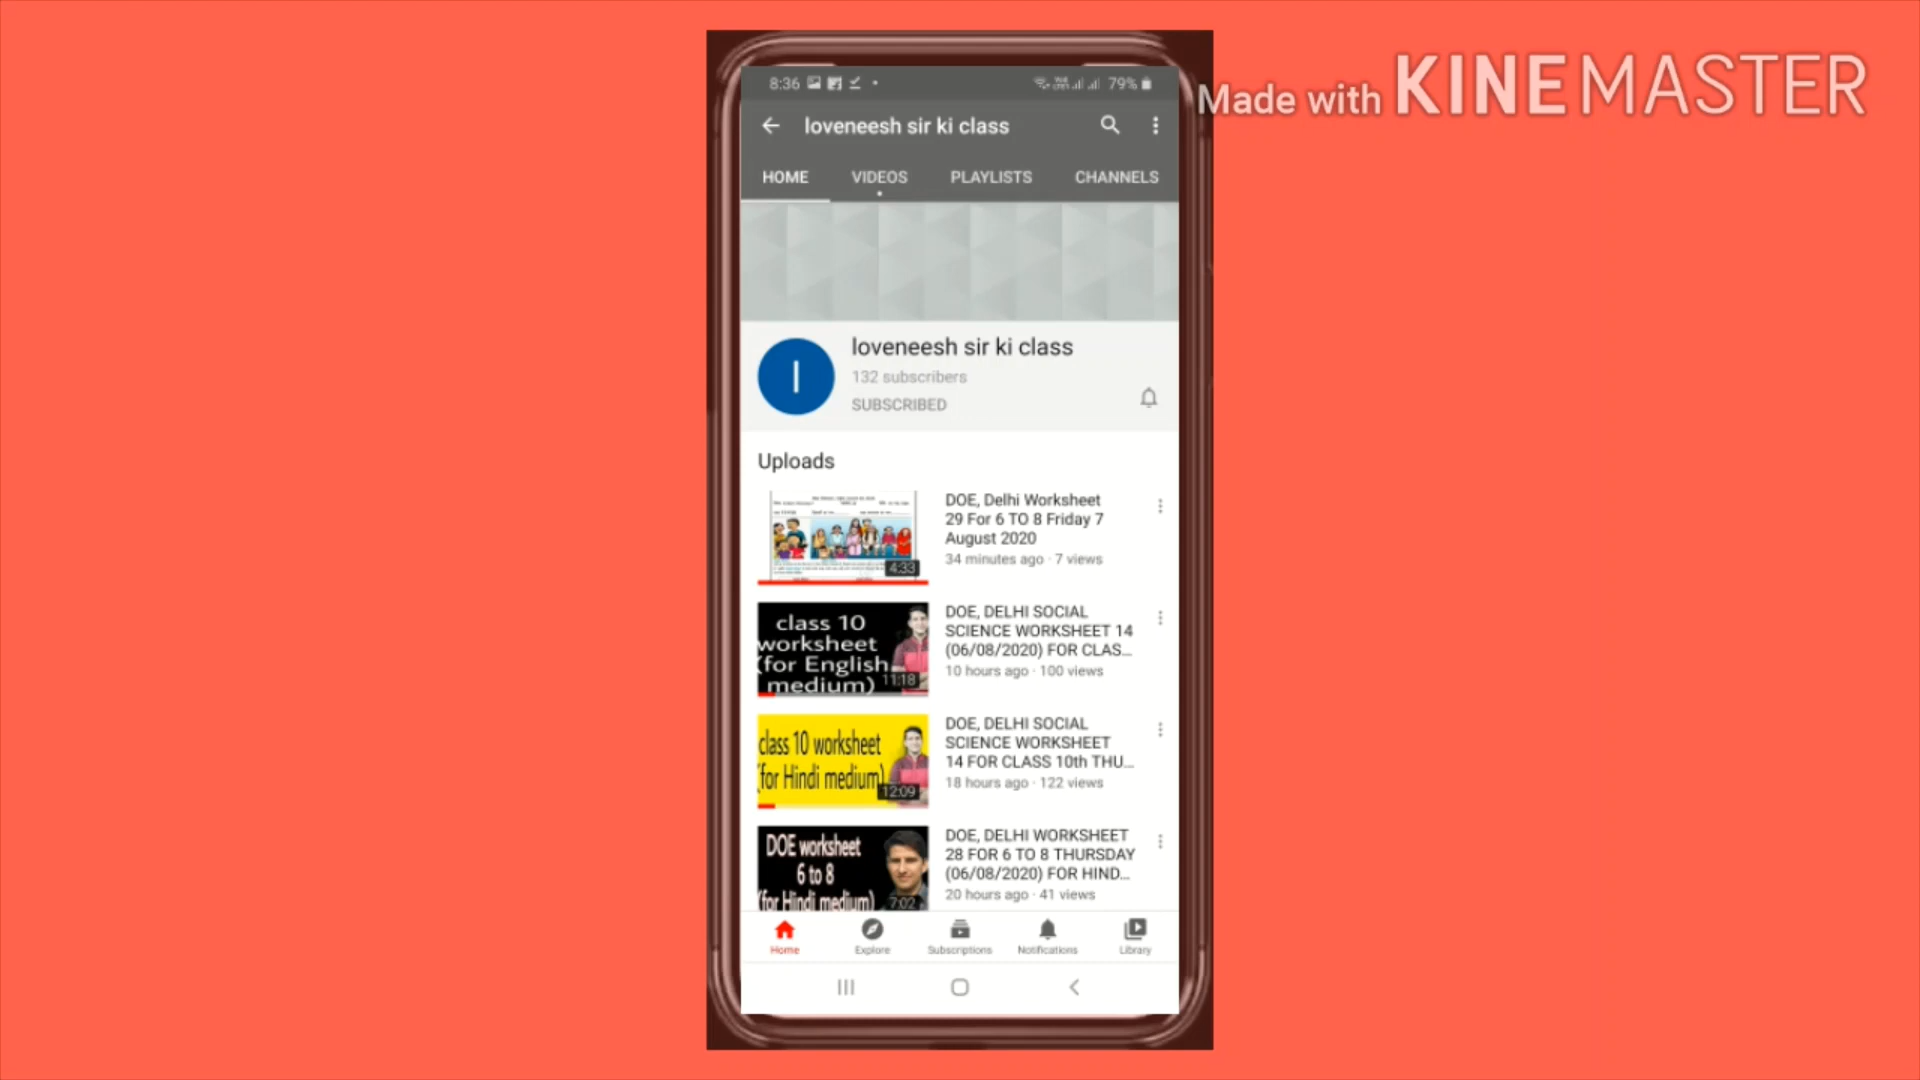 Made with KINEMASTER
8:36
79%
loveneesh sir ki class
HOME VIDEOS PLAYLISTS CHANNELS
l
loveneesh sir ki class
132 subscribers
SUBSCRIBED
Uploads
4:33
DOE, Delhi Worksheet
29 For 6 TO 8 Friday 7
August 2020
34 minutes ago · 7 views
class 10
worksheet
(for English
medium)
11:18
DOE, DELHI SOCIAL
SCIENCE WORKSHEET 14
(06/08/2020) FOR CLAS...
10 hours ago · 100 views
class 10 worksheet
(for Hindi medium)
12:09
DOE, DELHI SOCIAL
SCIENCE WORKSHEET
14 FOR CLASS 10th THU...
18 hours ago · 122 views
DOE worksheet
6 to 8
(for Hindi medium)
7:02
DOE, DELHI WORKSHEET
28 FOR 6 TO 8 THURSDAY
(06/08/2020) FOR HIND...
20 hours ago · 41 views
Home Explore Subscriptions Notifications Library